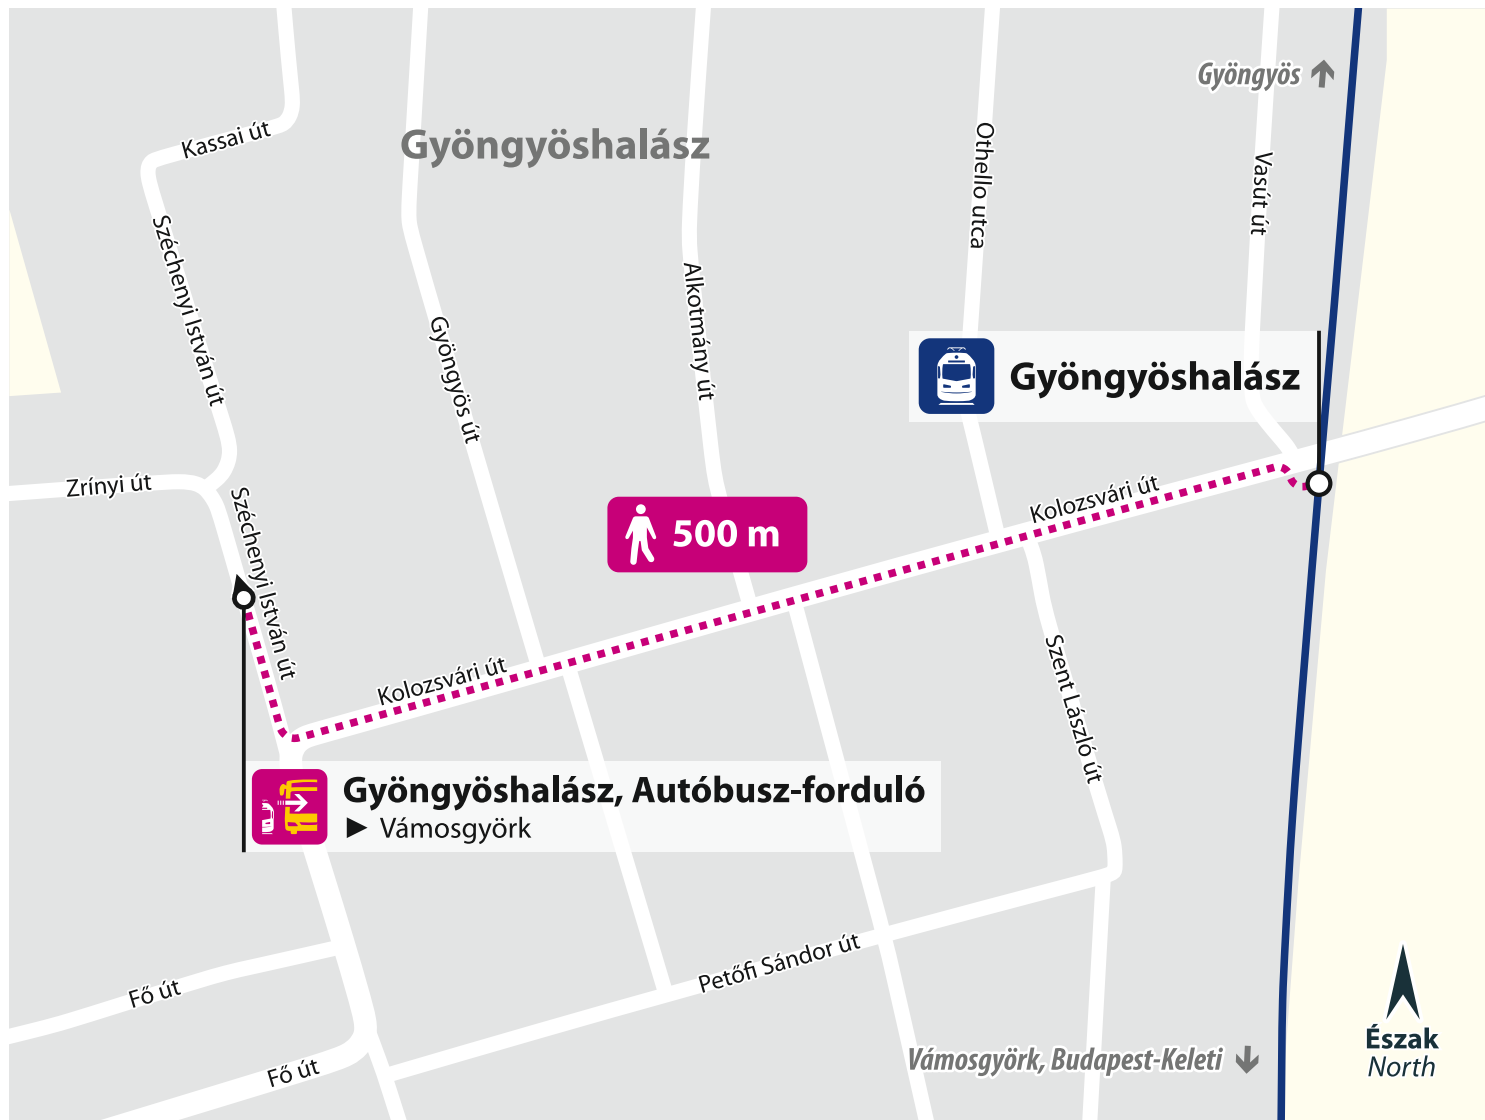 Gyöngyös
Kassai út
Gyöngyöshalász
Othello utca
Vasút út
Széchenyi István út
Alkotmány út
Gyöngyös út
Gyöngyöshalász
Zrínyi út
Széchenyi István út
Kolozsvári út
500 m
Kolozsvári út
Szent László út
Gyöngyöshalász, Autóbusz-forduló
► Vámosgyörk
Petőfi Sándor út
Fő út
Fő út
Vámosgyörk, Budapest-Keleti
Észak
North